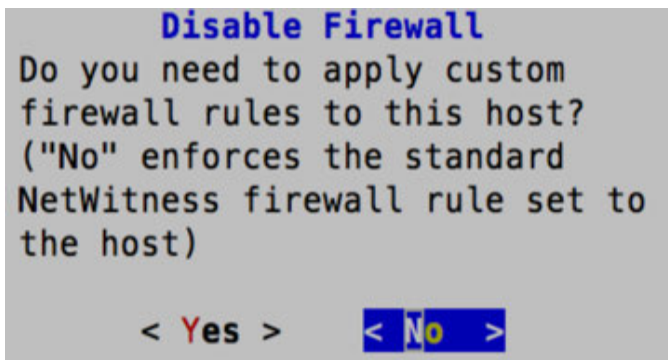 Disable Firewall
Do you need to apply custom
firewall rules to this host?
("No" enforces the standard
NetWitness firewall rule set to
the host)
< Yes > < No >